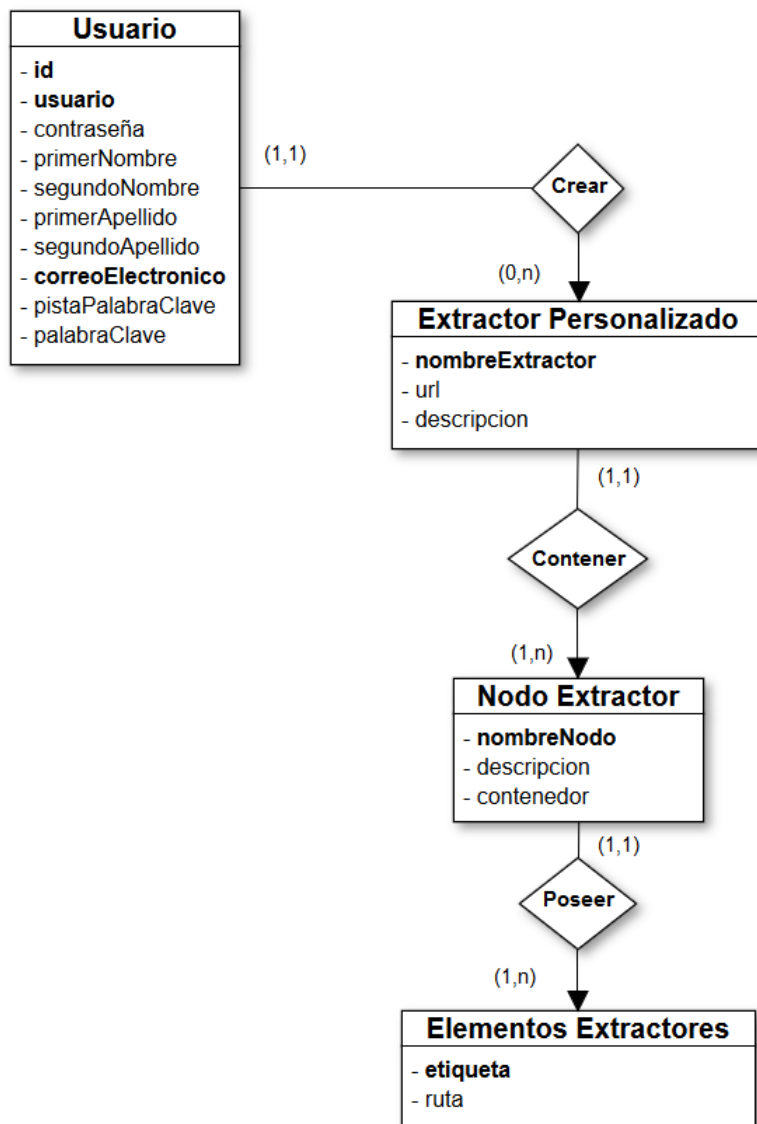 Usuario
- id
- usuario
- contraseña
- primerNombre
- segundoNombre
- primerApellido
- segundoApellido
- correoElectronico
- pistaPalabraClave
- palabraClave
(1,1)
Crear
(0,n)
Extractor Personalizado
- nombreExtractor
- url
- descripcion
(1,1)
Contener
(1,n)
Nodo Extractor
- nombreNodo
- descripcion
- contenedor
(1,1)
Poseer
(1,n)
Elementos Extractores
- etiqueta
- ruta